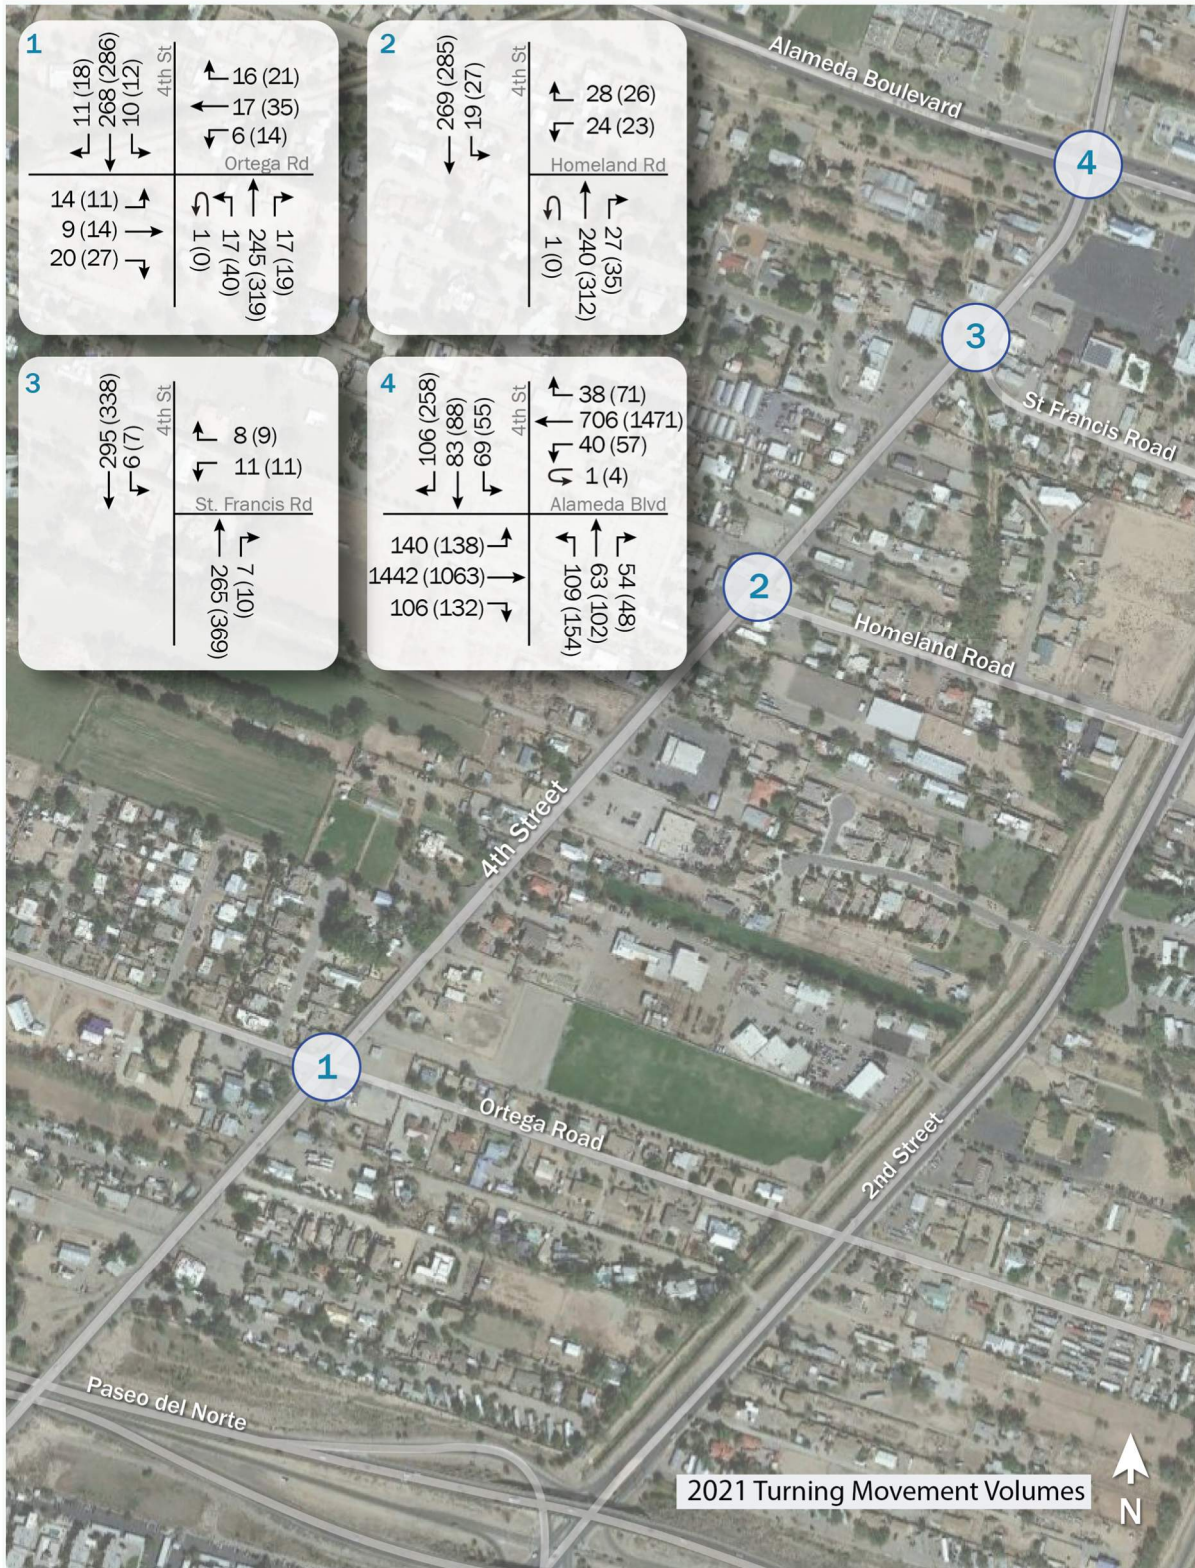 1
4th St
11 (18)
268 (286)
10 (12)
16 (21)
17 (35)
6 (14)
Ortega Rd
14 (11)
9 (14)
20 (27)
1 (0)
17 (40)
245 (319)
17 (19)
2
4th St
269 (285)
19 (27)
28 (26)
24 (23)
Homeland Rd
1 (0)
240 (312)
27 (35)
3
4th St
295 (338)
6 (7)
8 (9)
11 (11)
St. Francis Rd
265 (369)
7 (10)
4
4th St
106 (258)
83 (88)
69 (55)
38 (71)
706 (1471)
40 (57)
1 (4)
Alameda Blvd
140 (138)
1442 (1063)
106 (132)
109 (154)
63 (102)
54 (48)
Alameda Boulevard
4
3
St Francis Road
2
Homeland Road
4th Street
1
Ortega Road
2nd Street
Paseo del Norte
2021 Turning Movement Volumes
N